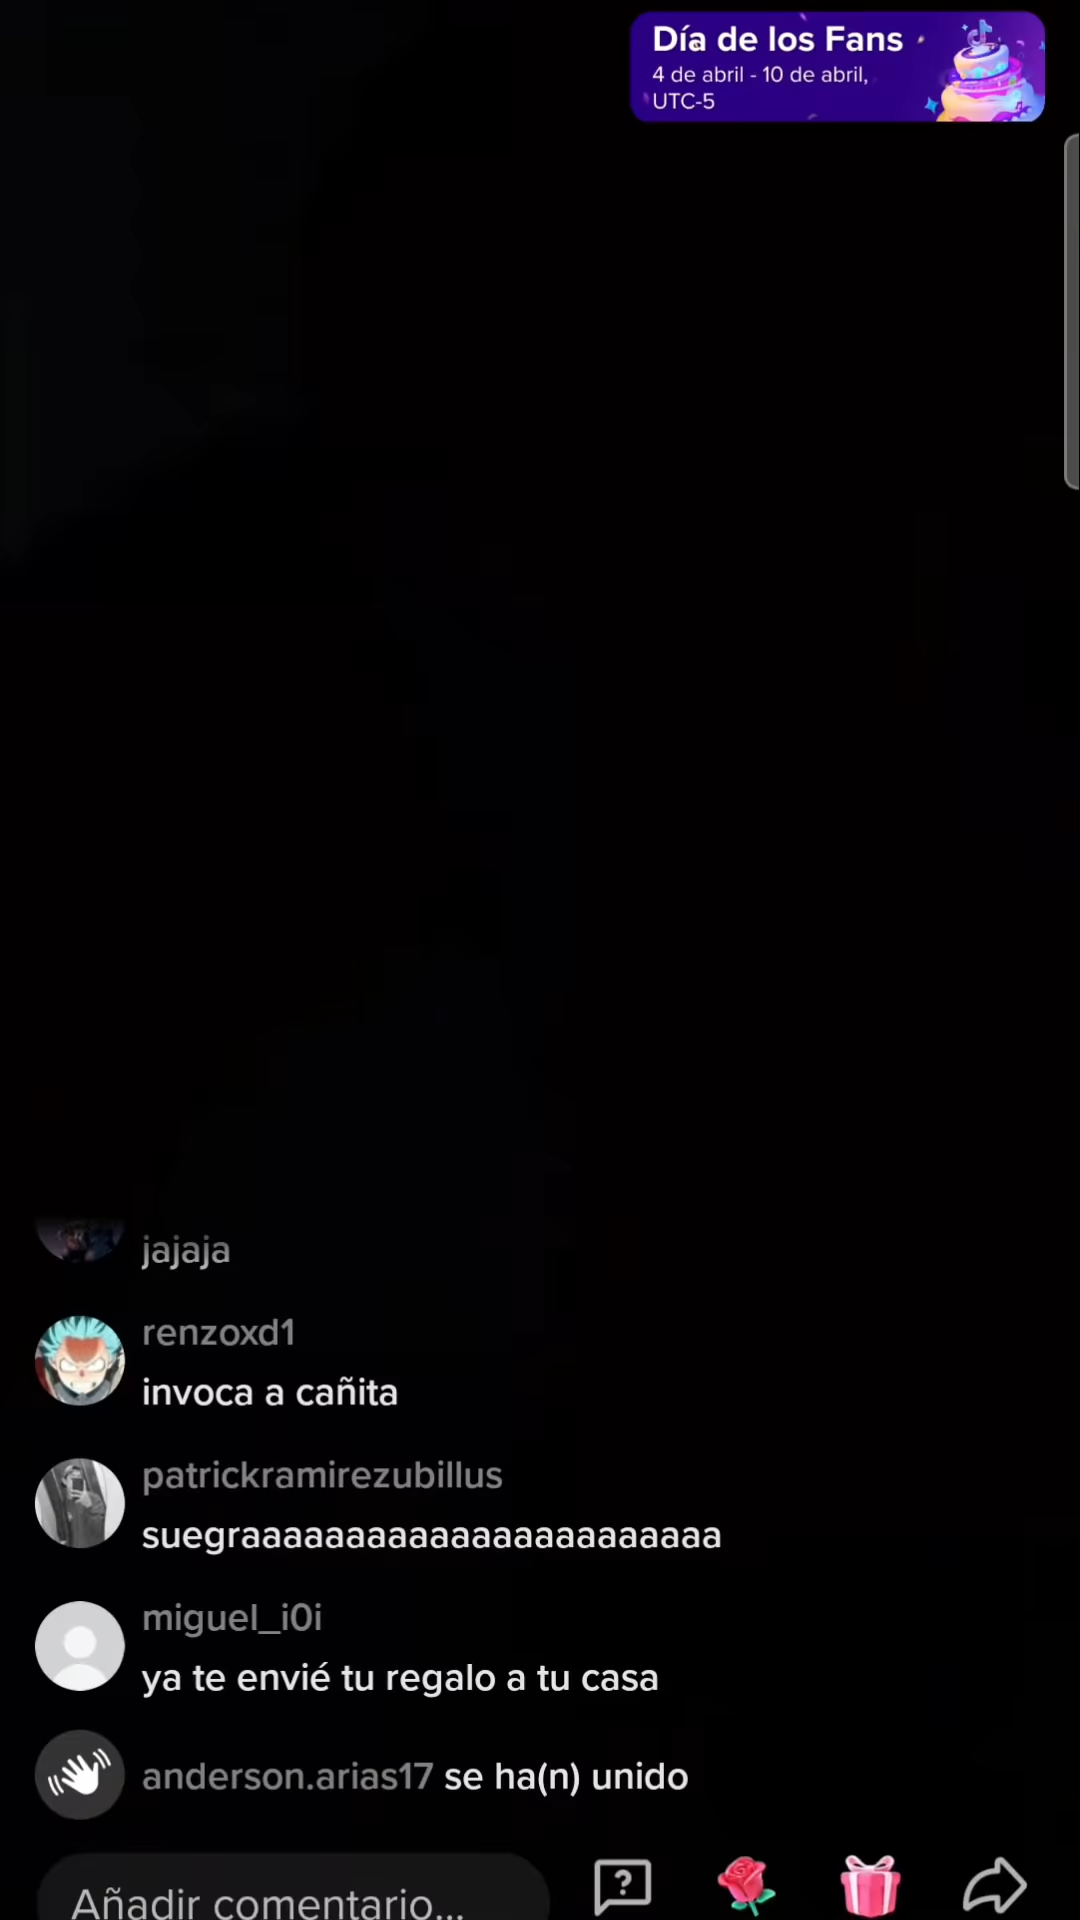 Día de los Fans
4 de abril - 10 de abril,
UTC-5
jajaja
renzoxd1
invoca a cañita
patrickramirezubillus
suegraaaaaaaaaaaaaaaaaaaaaaa
miguel_i0i
ya te envié tu regalo a tu casa
anderson.arias17 se ha(n) unido
Añadir comentario...